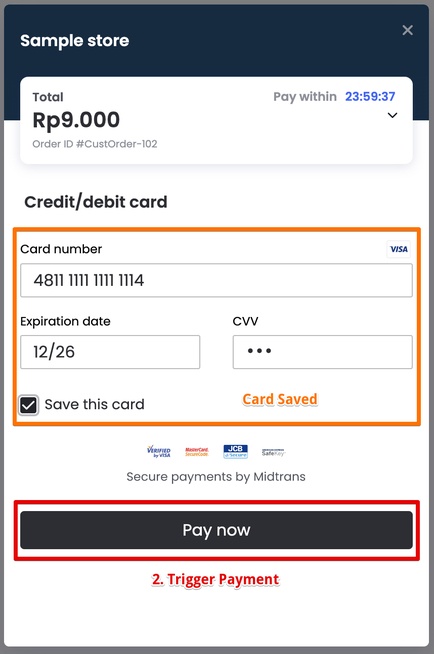 Sample store
×
Total
Pay within 23:59:37
Rp9.000
Order ID #CustOrder-102
Credit/debit card
Card number
VISA
4811 1111 1111 1114
Expiration date
CVV
12/26
•••
Save this card
Card Saved
VERIFIED by VISA
MasterCard. SecureCode.
JCB J/Secure
SafeKey
Secure payments by Midtrans
Pay now
2. Trigger Payment